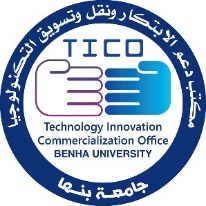 مكتب دعم الابتكار ونقل وتسويق التكنولوجيا
TICO
Technology Innovation
Commercialization Office
BENHA UNIVERSITY
جامعة بنها